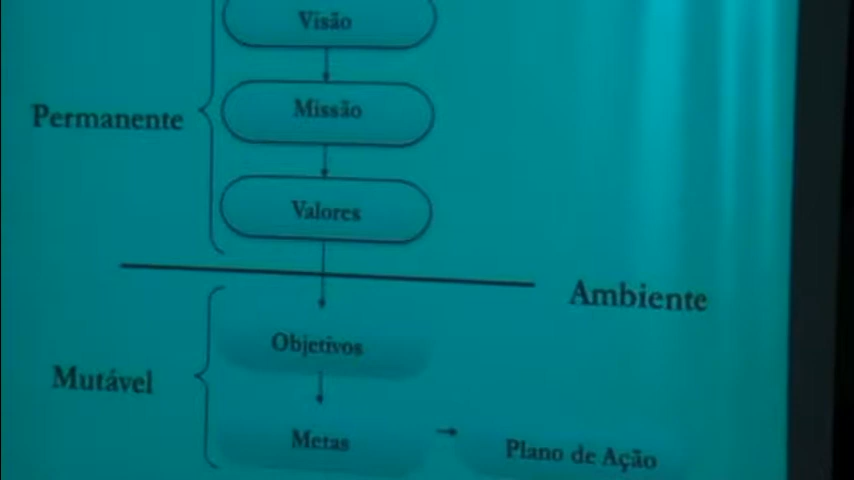 Visão
Permanente
Missão
Valores
Ambiente
Objetivos
Mutável
Metas
Plano de Ação